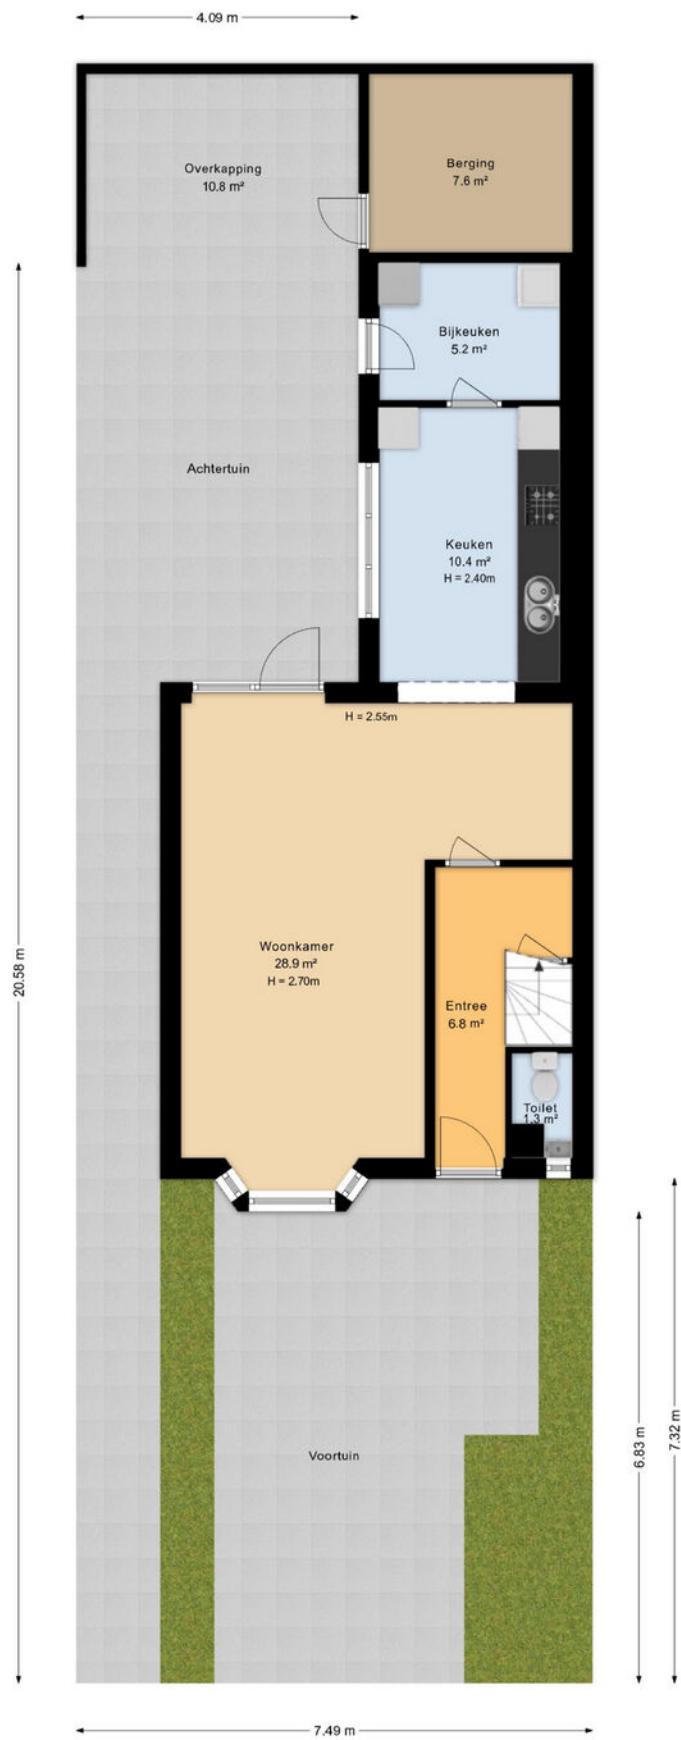 4.09 m
Overkapping
10.8 m²
Berging
7.6 m²
Bijkeuken
5.2 m²
Achtertuin
Keuken
10.4 m²
H = 2.40m
H = 2.55m
Woonkamer
28.9 m²
H = 2.70m
20.58 m
Entree
6.8 m²
Toilet
1.3 m²
Voortuin
6.83 m
7.32 m
7.49 m